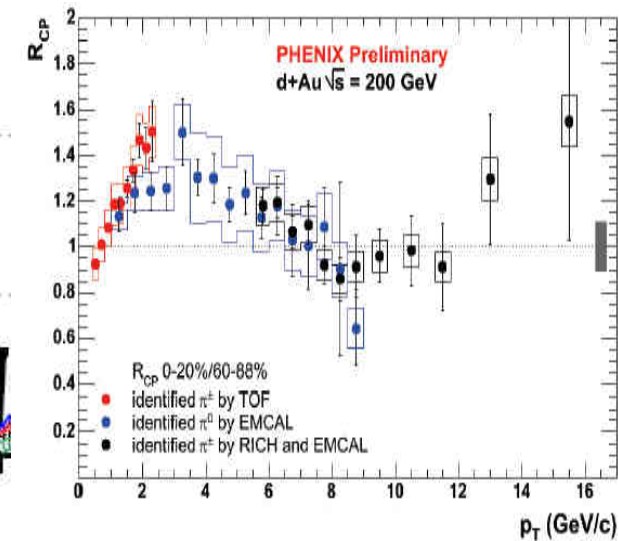 R_CP
2
1.8
1.6
1.4
1.2
1
0.8
0.6
0.4
0.2
PHENIX Preliminary
d+Au √s = 200 GeV
R_CP 0-20%/60-88%
identified π± by TOF
identified π⁰ by EMCAL
identified π± by RICH and EMCAL
0 2 4 6 8 10 12 14 16
p_T (GeV/c)